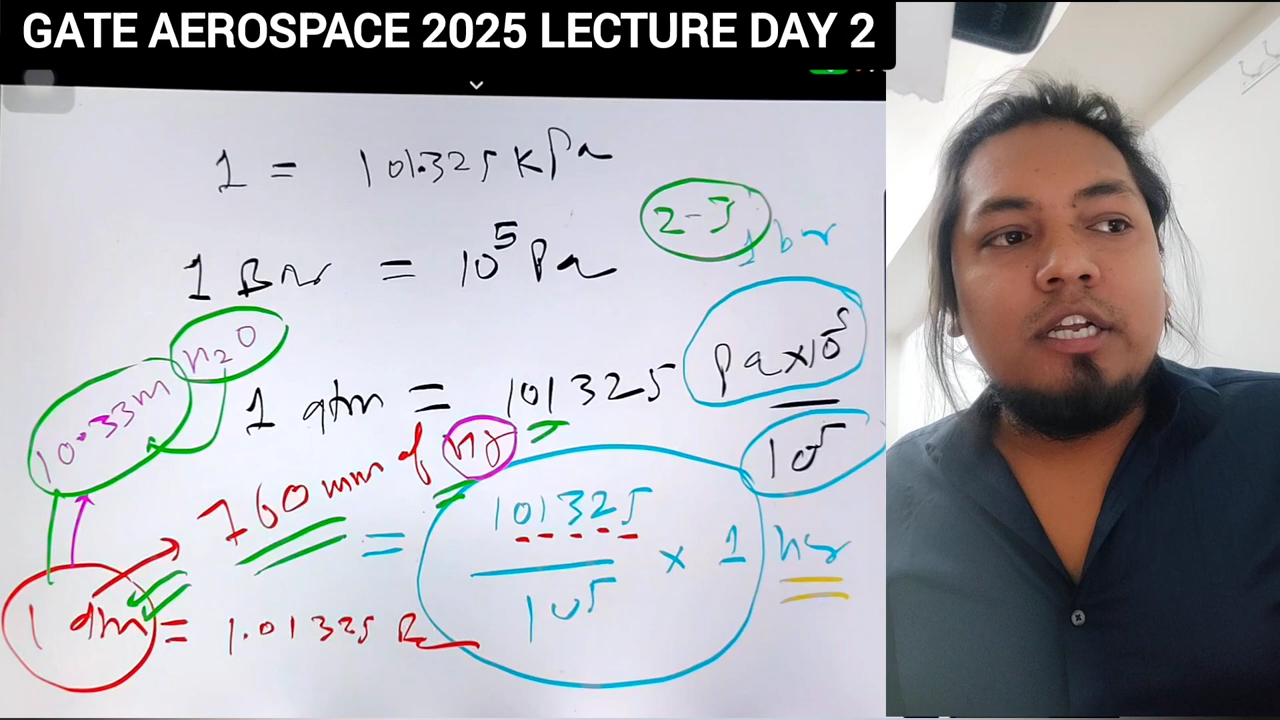 GATE AEROSPACE 2025 LECTURE DAY 2
1 = 101.325 KPa
2-3
1 bar
1 Bar = 10⁵ Pa
H₂O
10.33m
1 atm = 101325 Pa × 10⁵
10⁵
760 mm of Hg
= 101325 / 10⁵ × 1 bar
1 atm = 1.01325 Bar